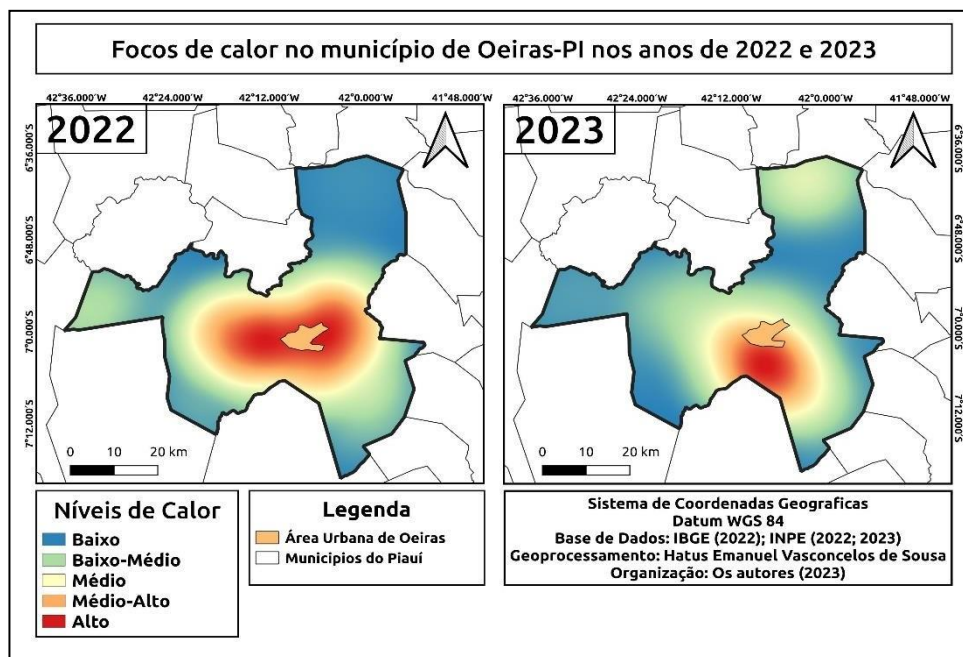 Focos de calor no município de Oeiras-PI nos anos de 2022 e 2023
42°36.000'W 42°24.000'W 42°12.000'W 42°0.000'W 41°48.000'W
2022
6°36.000'S
6°48.000'S
7°0.000'S
7°12.000'S
0 10 20 km
42°36.000'W 42°24.000'W 42°12.000'W 42°0.000'W 41°48.000'W
2023
6°36.000'S
6°48.000'S
7°0.000'S
7°12.000'S
0 10 20 km
Níveis de Calor
Baixo
Baixo-Médio
Médio
Médio-Alto
Alto
Legenda
Área Urbana de Oeiras
Municipios do Piauí
Sistema de Coordenadas Geograficas
Datum WGS 84
Base de Dados: IBGE (2022); INPE (2022; 2023)
Geoprocessamento: Hatus Emanuel Vasconcelos de Sousa
Organização: Os autores (2023)